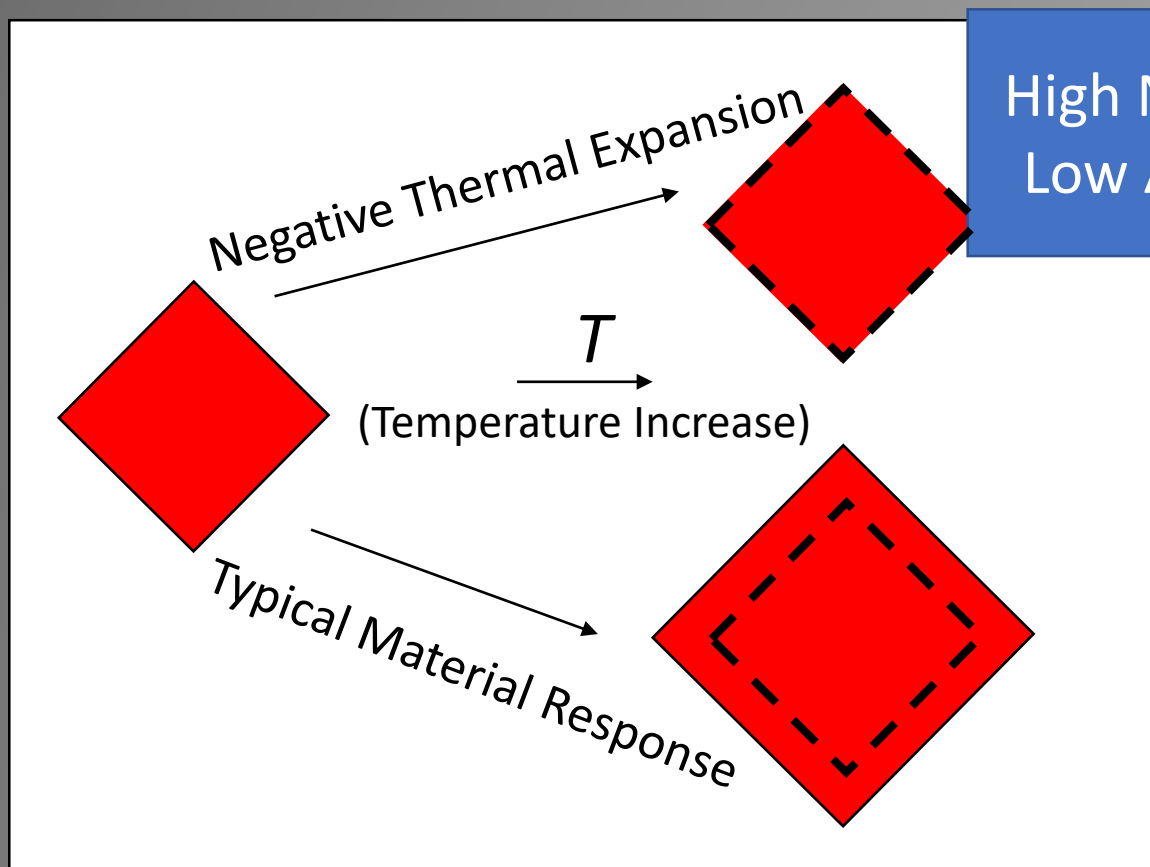 High
Low
Negative Thermal Expansion
T
(Temperature Increase)
Typical Material Response